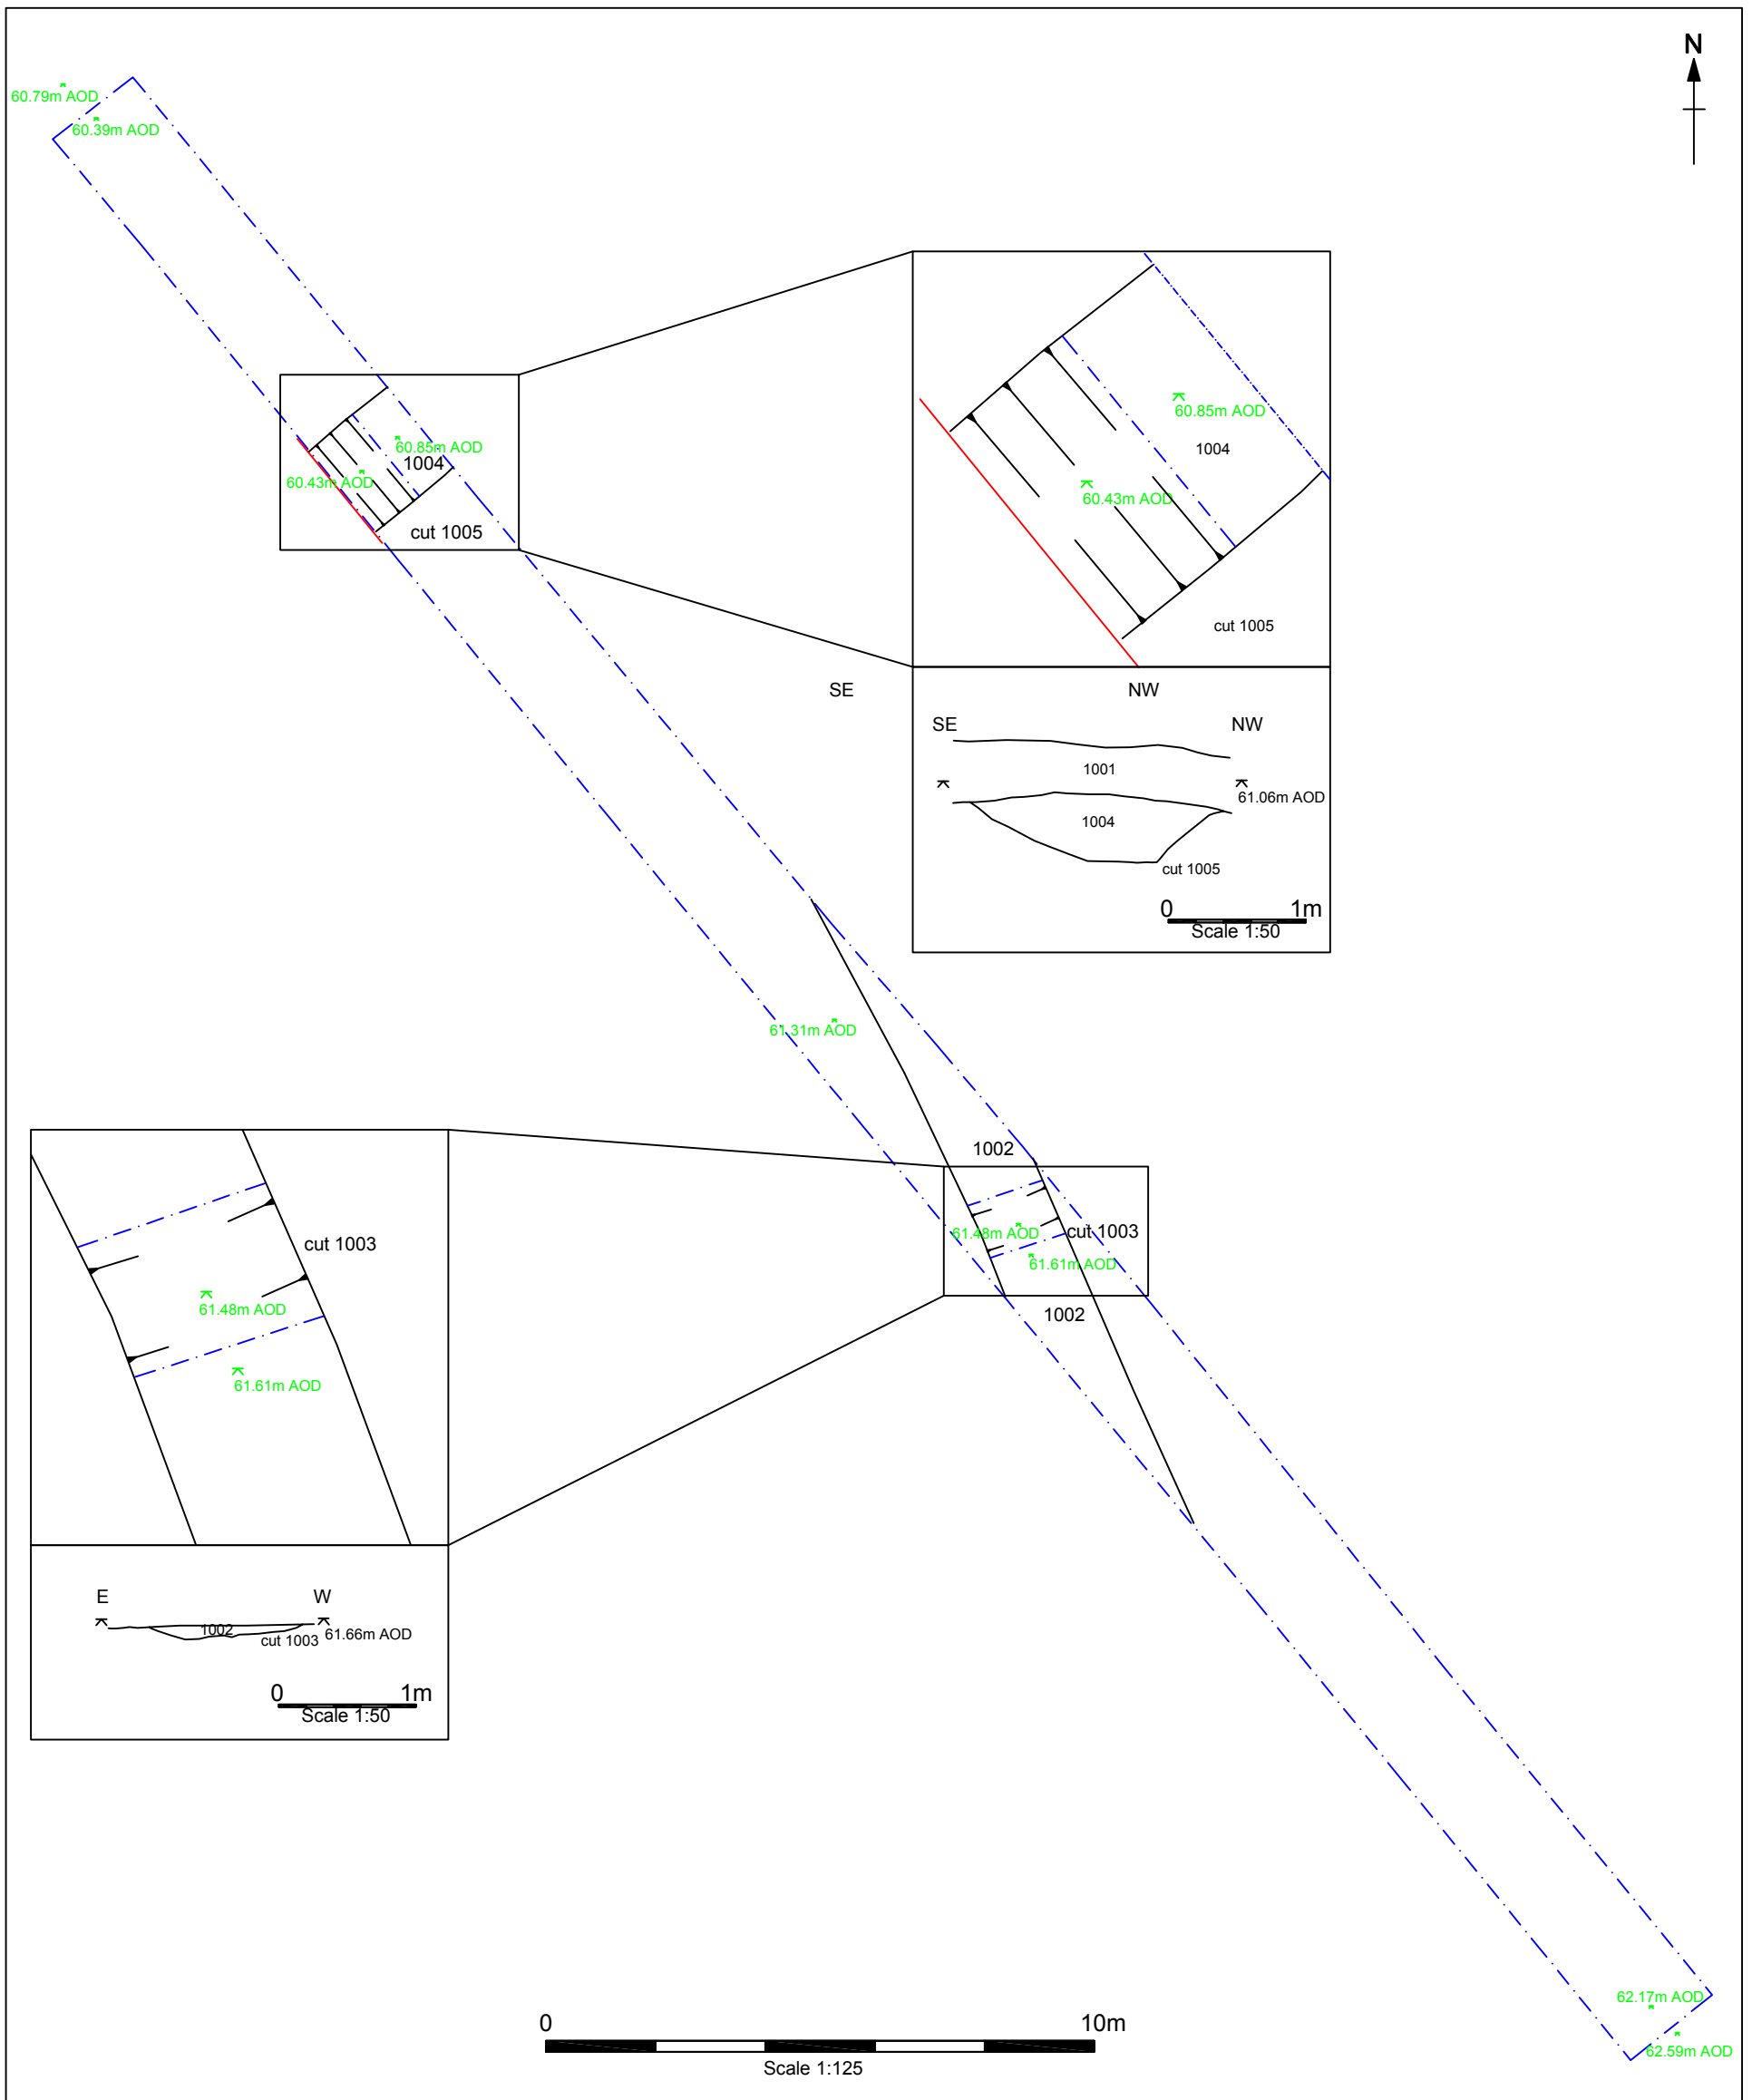 N
60.79m AOD
60.39m AOD
60.85m AOD
1004
60.43m AOD
cut 1005
60.85m AOD
1004
60.43m AOD
cut 1005
SE NW
SE NW
1001
61.06m AOD
1004
cut 1005
0 1m
Scale 1:50
61.31m AOD
1002
61.48m AOD
cut 1003
61.61m AOD
1002
cut 1003
61.48m AOD
61.61m AOD
E W
1002
cut 1003
61.66m AOD
0 1m
Scale 1:50
62.17m AOD
62.59m AOD
0 10m
Scale 1:125